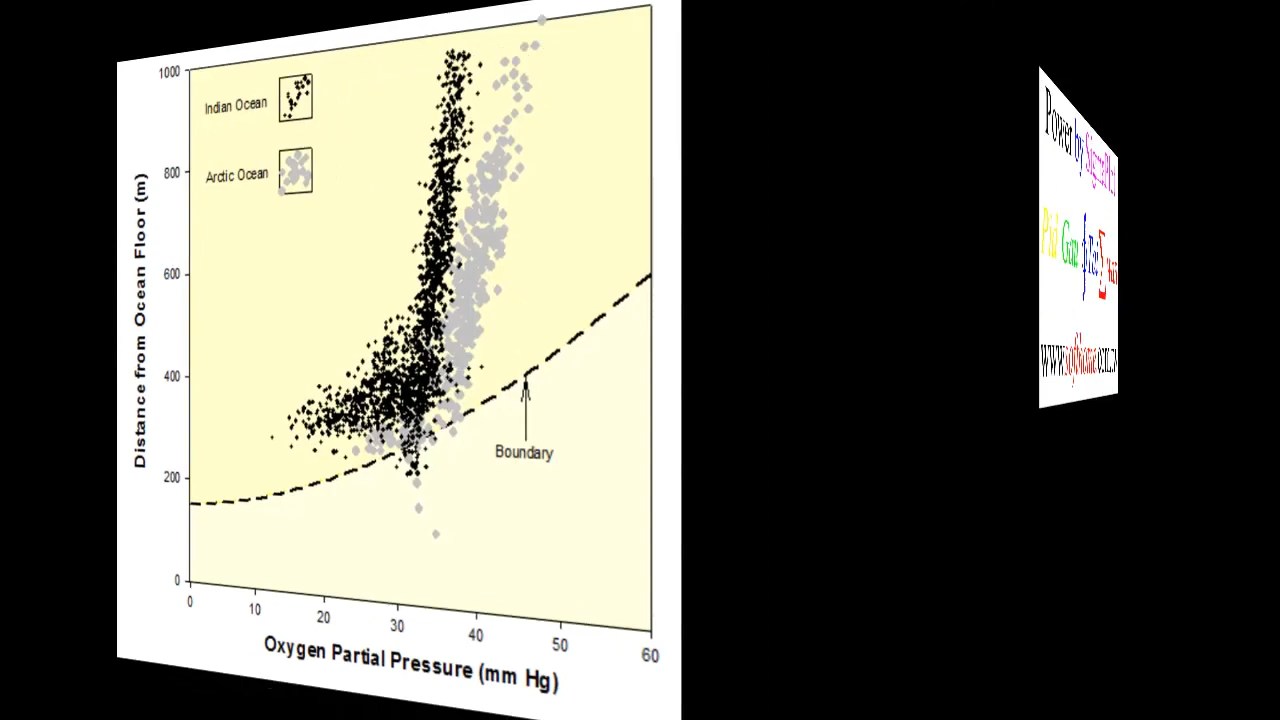 1000
800
600
400
200
0
Distance from Ocean Floor (m)
Indian Ocean
Arctic Ocean
Boundary
0
10
20
30
40
50
60
Oxygen Partial Pressure (mm Hg)
Power by SigmaPlot